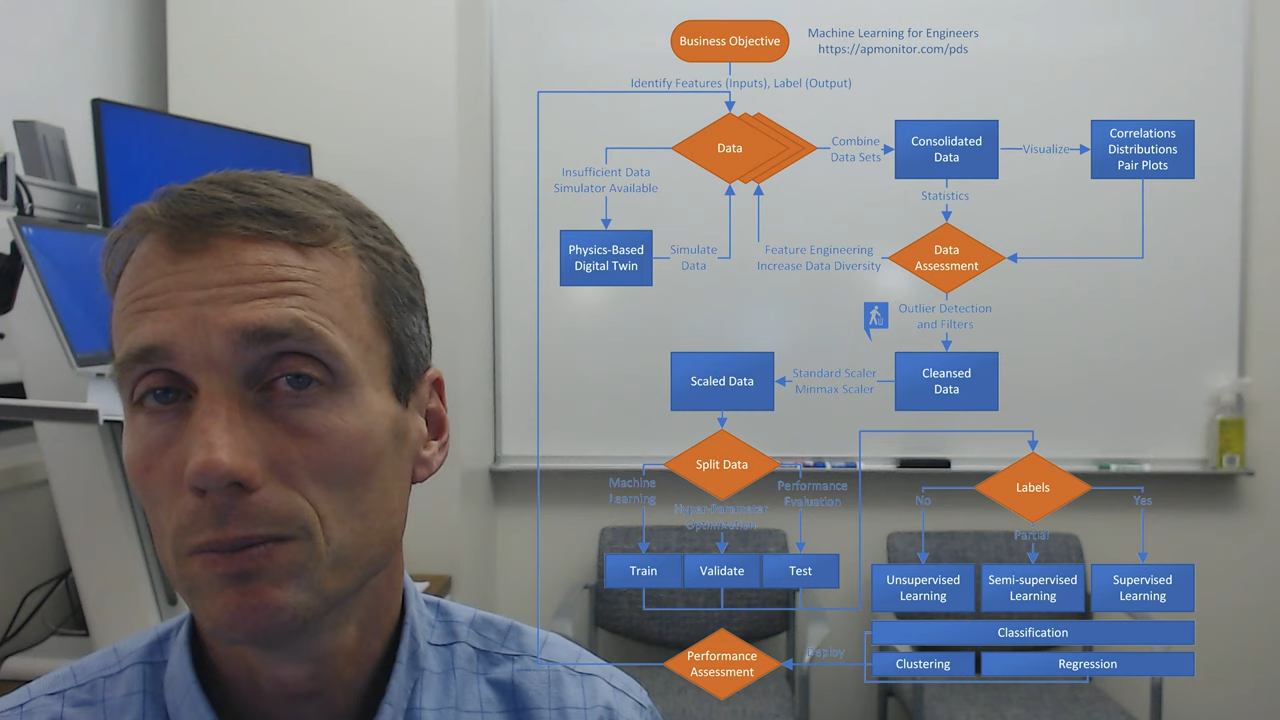 Business Objective
Machine Learning for Engineers
https://apmonitor.com/pds
Identify Features (Inputs), Label (Output)
Data
Combine
Data Sets
Consolidated
Data
Visualize
Correlations
Distributions
Pair Plots
Insufficient Data
Simulator Available
Statistics
Physics-Based
Digital Twin
Simulate
Data
Feature Engineering
Increase Data Diversity
Data
Assessment
Outlier Detection
and Filters
Scaled Data
Standard Scaler
Minmax Scaler
Cleansed
Data
Split Data
Machine
Learning
Hyper-Parameter
Optimization
Performance
Evaluation
Labels
No
Partial
Yes
Train
Validate
Test
Unsupervised
Learning
Semi-supervised
Learning
Supervised
Learning
Classification
Clustering
Regression
Deploy
Performance
Assessment